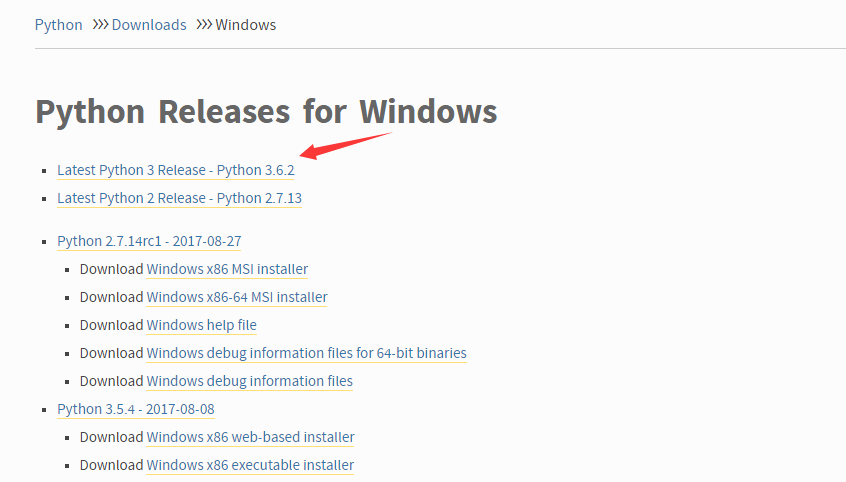 Python >>> Downloads >>> Windows
Python Releases for Windows
Latest Python 3 Release - Python 3.6.2
Latest Python 2 Release - Python 2.7.13
Python 2.7.14rc1 - 2017-08-27
Download Windows x86 MSI installer
Download Windows x86-64 MSI installer
Download Windows help file
Download Windows debug information files for 64-bit binaries
Download Windows debug information files
Python 3.5.4 - 2017-08-08
Download Windows x86 web-based installer
Download Windows x86 executable installer